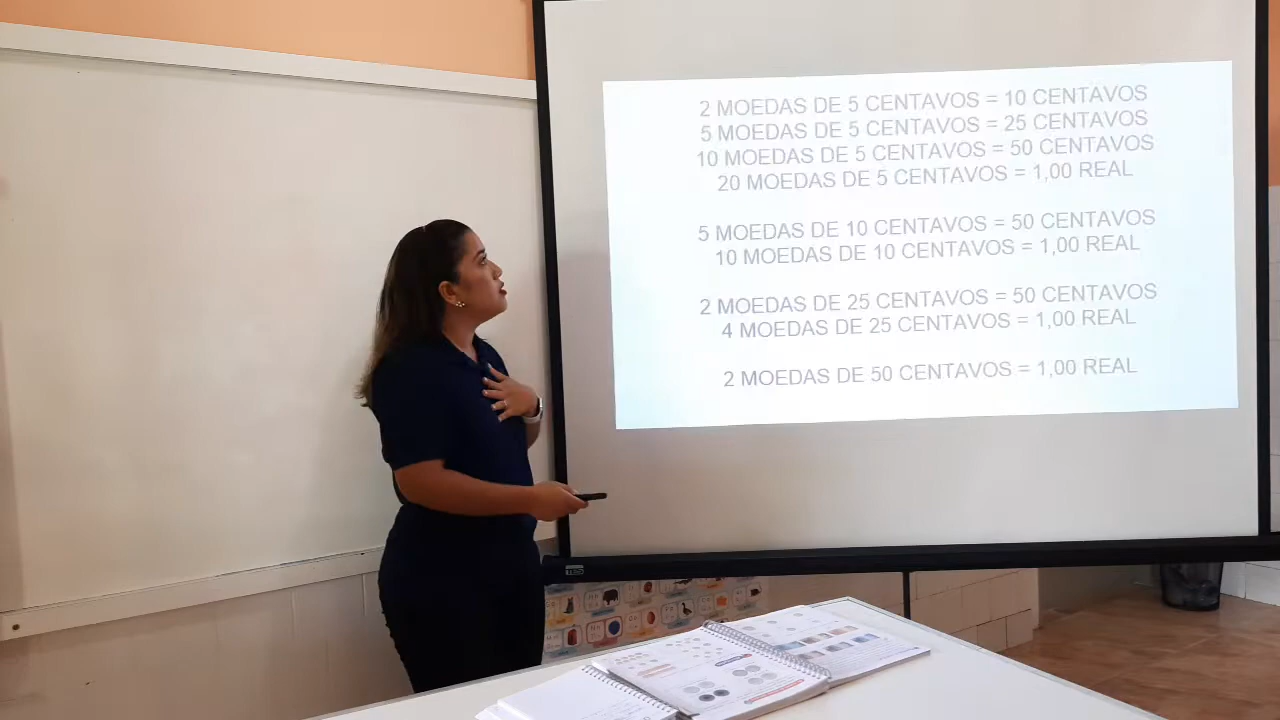 2 MOEDAS DE 5 CENTAVOS = 10 CENTAVOS
5 MOEDAS DE 5 CENTAVOS = 25 CENTAVOS
10 MOEDAS DE 5 CENTAVOS = 50 CENTAVOS
20 MOEDAS DE 5 CENTAVOS = 1,00 REAL
5 MOEDAS DE 10 CENTAVOS = 50 CENTAVOS
10 MOEDAS DE 10 CENTAVOS = 1,00 REAL
2 MOEDAS DE 25 CENTAVOS = 50 CENTAVOS
4 MOEDAS DE 25 CENTAVOS = 1,00 REAL
2 MOEDAS DE 50 CENTAVOS = 1,00 REAL